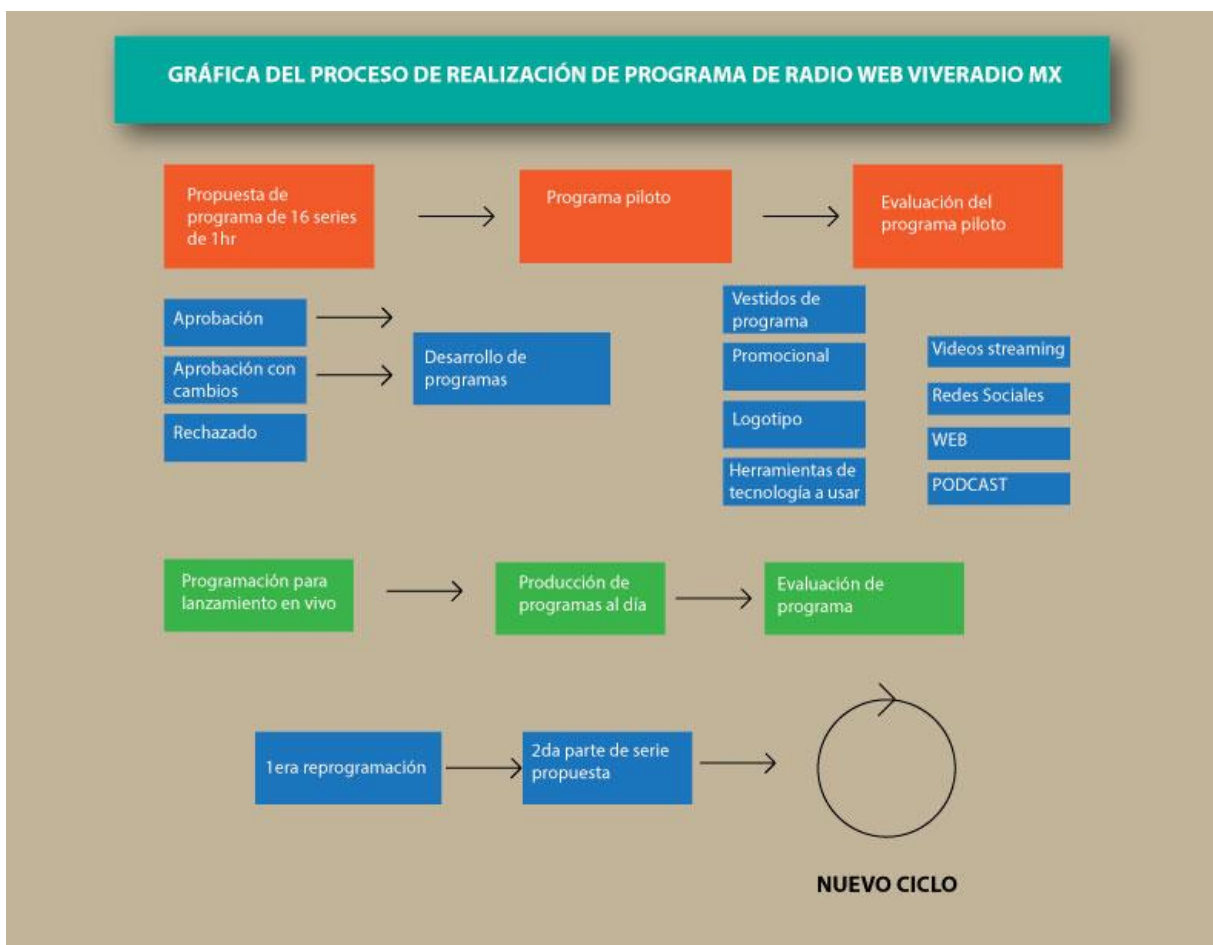 GRÁFICA DEL PROCESO DE REALIZACIÓN DE PROGRAMA DE RADIO WEB VIVERADIO MX
Propuesta de
programa de 16 series
de 1hr
Programa piloto
Evaluación del
programa piloto
Aprobación
Aprobación con
cambios
Rechazado
Desarrollo de
programas
Vestidos de
programa
Promocional
Logotipo
Herramientas de
tecnología a usar
Videos streaming
Redes Sociales
WEB
PODCAST
Programación para
lanzamiento en vivo
Producción de
programas al día
Evaluación de
programa
1era reprogramación
2da parte de serie
propuesta
NUEVO CICLO